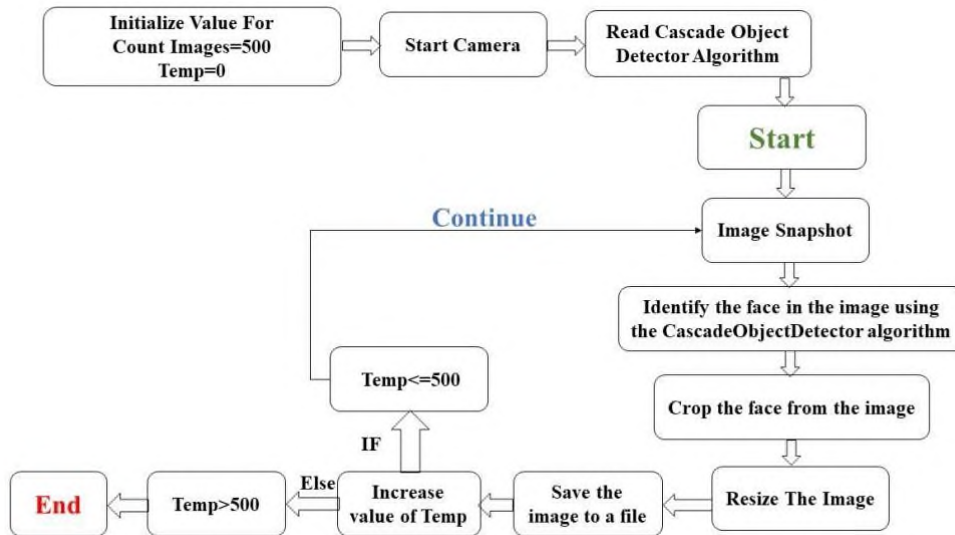 Initialize Value For
Count Images=500
Temp=0
Start Camera
Read Cascade Object
Detector Algorithm
Start
Continue
Image Snapshot
Identify the face in the image using
the CascadeObjectDetector algorithm
Temp<=500
Crop the face from the image
IF
Else
End
Temp>500
Increase
value of Temp
Save the
image to a file
Resize The Image